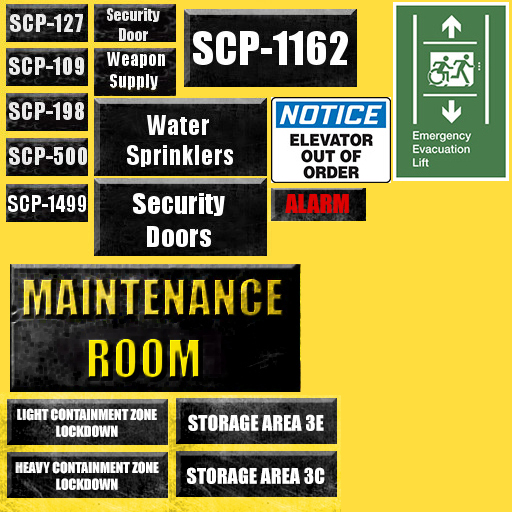 SCP-127
Security
Door
SCP-1162
SCP-109
Weapon
Supply
SCP-198
Water
Sprinklers
NOTICE
ELEVATOR
OUT OF
ORDER
Emergency
Evacuation
Lift
SCP-500
SCP-1499
Security
Doors
ALARM
MAINTENANCE
ROOM
LIGHT CONTAINMENT ZONE
LOCKDOWN
STORAGE AREA 3E
HEAVY CONTAINMENT ZONE
LOCKDOWN
STORAGE AREA 3C